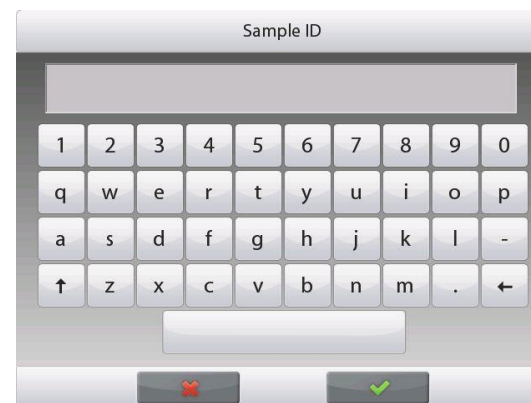 Sample ID
1 2 3 4 5 6 7 8 9 0
q w e r t y u i o p
a s d f g h j k l -
↑ z x c v b n m . ←